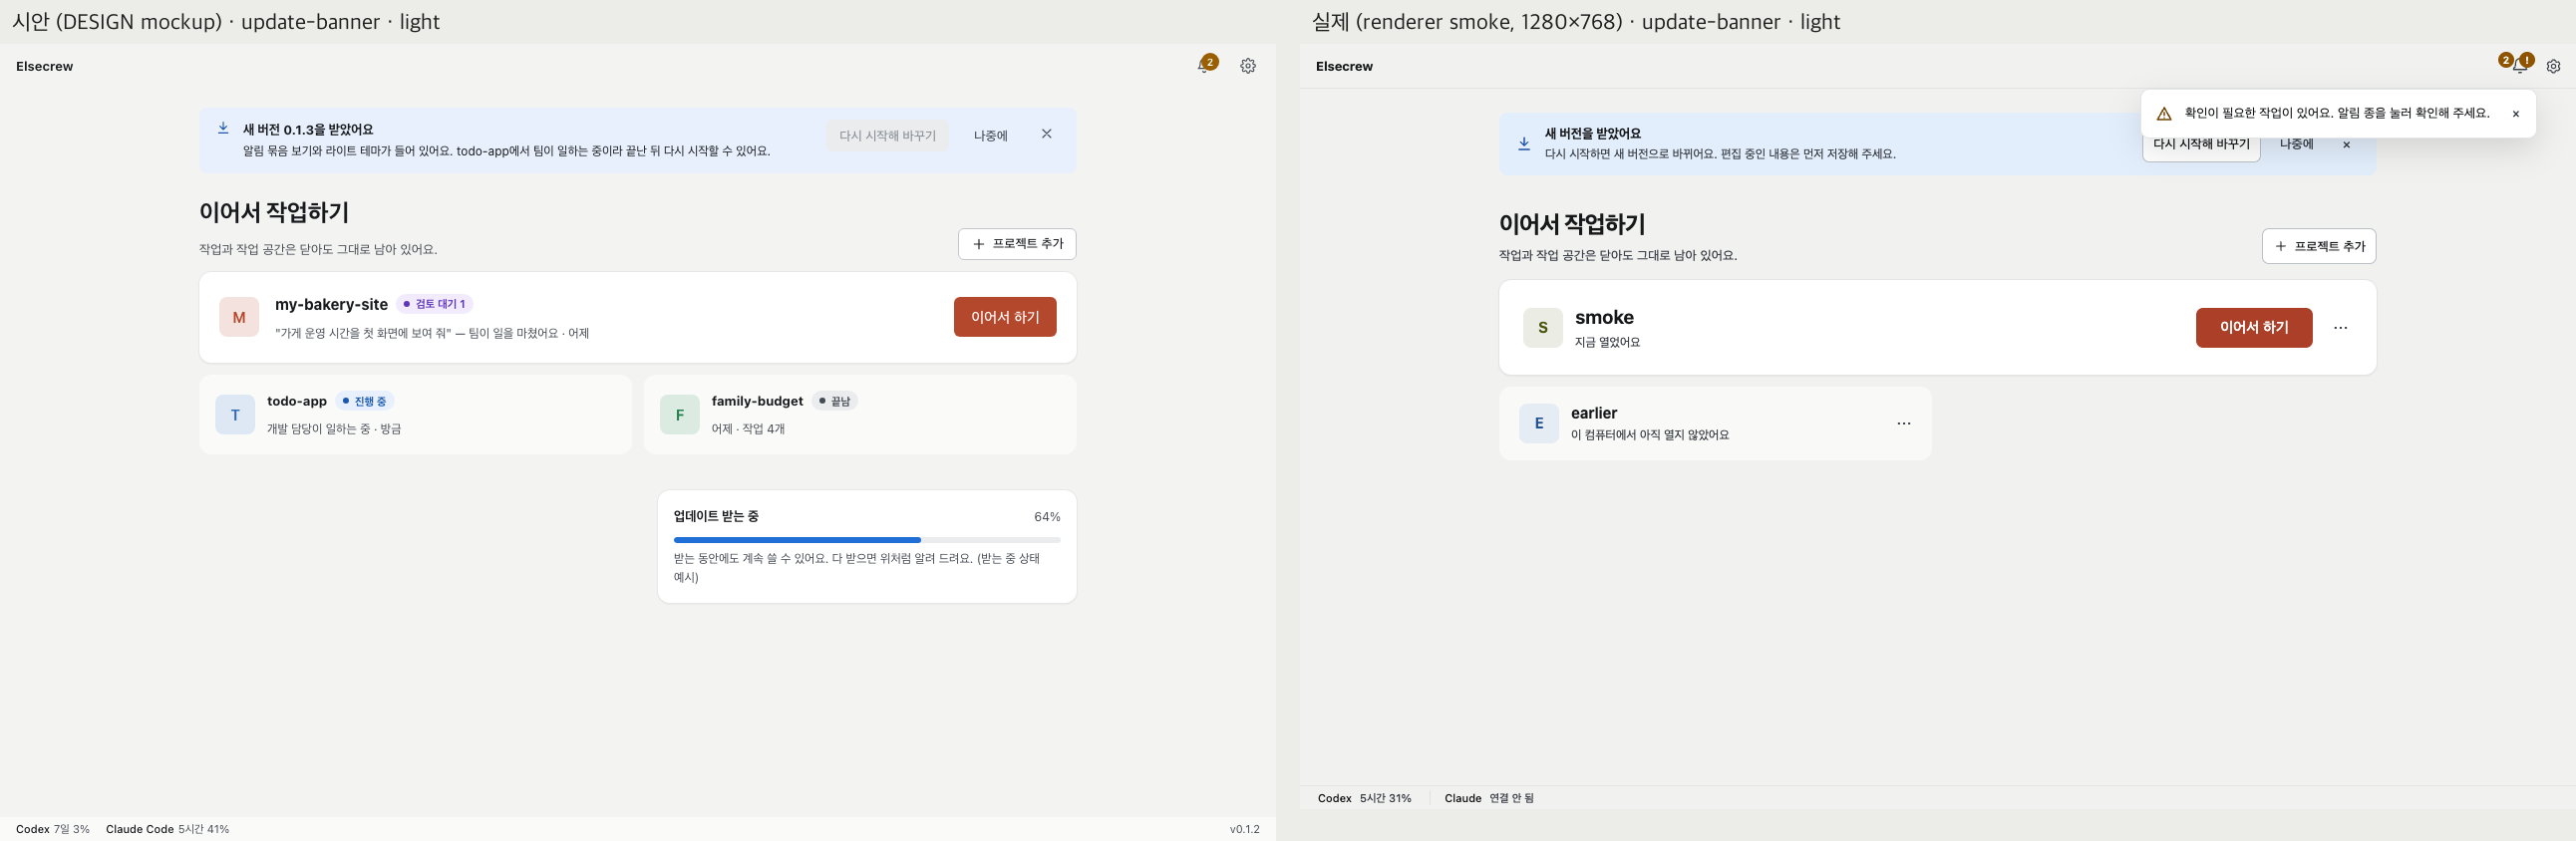 시안 (DESIGN mockup) · update-banner · light
Elsecrew
2
새 버전 0.1.3을 받았어요
알림 묶음 보기와 라이트 테마가 들어 있어요. todo-app에서 팀이 일하는 중이라 끝난 뒤 다시 시작할 수 있어요.
다시 시작해 바꾸기
나중에
이어서 작업하기
작업과 작업 공간은 닫아도 그대로 남아 있어요.
프로젝트 추가
M
my-bakery-site
검토 대기 1
"가게 운영 시간을 첫 화면에 보여 줘" — 팀이 일을 마쳤어요 · 어제
이어서 하기
T
todo-app
진행 중
개발 담당이 일하는 중 · 방금
F
family-budget
끝남
어제 · 작업 4개
업데이트 받는 중
64%
받는 동안에도 계속 쓸 수 있어요. 다 받으면 위처럼 알려 드려요. (받는 중 상태
예시)
Codex 7일 3%
Claude Code 5시간 41%
v0.1.2
실제 (renderer smoke, 1280×768) · update-banner · light
Elsecrew
2
!
확인이 필요한 작업이 있어요. 알림 종을 눌러 확인해 주세요.
새 버전을 받았어요
다시 시작하면 새 버전으로 바뀌어요. 편집 중인 내용은 먼저 저장해 주세요.
다시 시작해 바꾸기
나중에
이어서 작업하기
작업과 작업 공간은 닫아도 그대로 남아 있어요.
프로젝트 추가
S
smoke
지금 열었어요
이어서 하기
E
earlier
이 컴퓨터에서 아직 열지 않았어요
Codex 5시간 31%
Claude 연결 안 됨